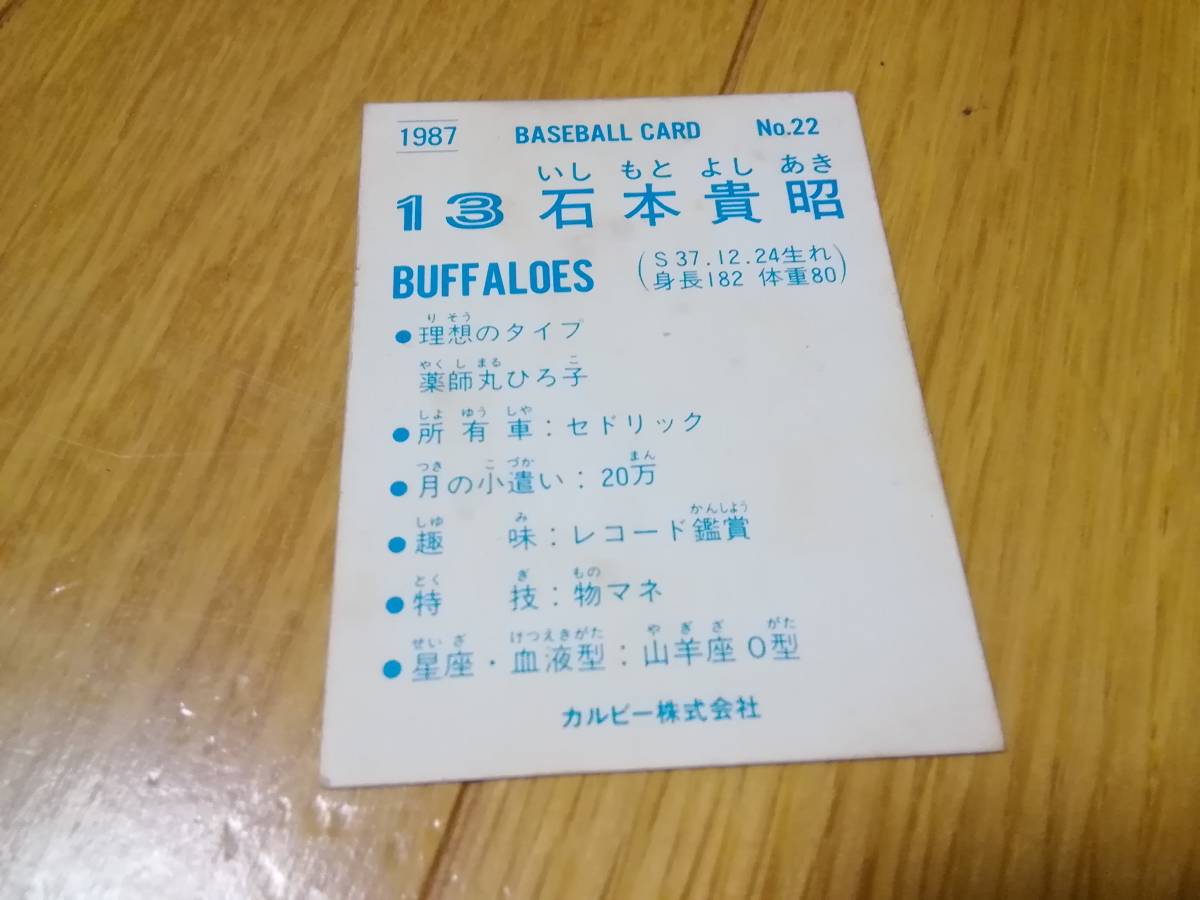 1987 BASEBALL CARD No.22
いし もと よし あき
13 石本貴昭
BUFFALOES
(S37.12.24生れ
身長182 体重80)
り そう
●理想のタイプ
やく し まる こ
薬師丸ひろ子
しよ ゆう しや
●所有車:セドリック
つき こ づか まん
●月の小遣い:20万
しゆ み かんしよう
●趣 味:レコード鑑賞
とく ぎ もの
●特 技:物マネ
せい ざ けつえきがた や ぎ ざ がた
●星座・血液型:山羊座 O型
カルビー株式会社